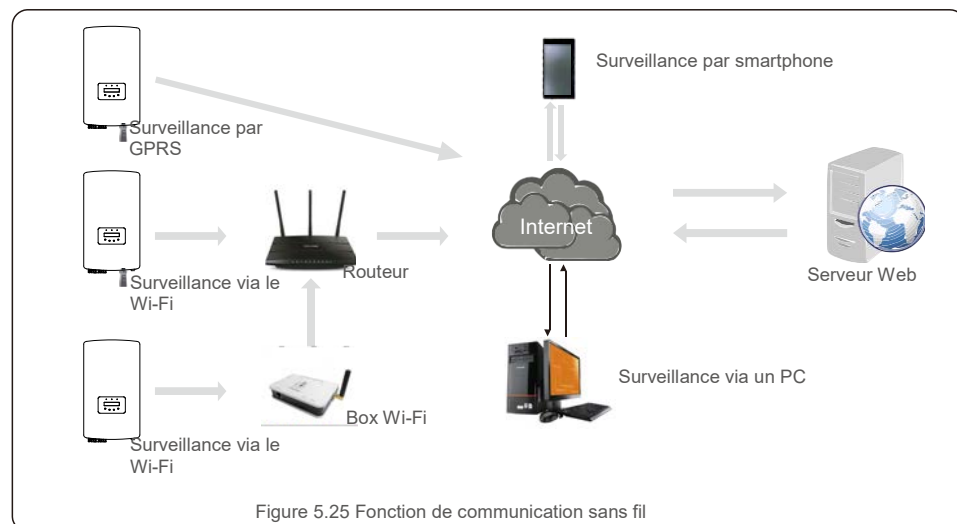 Surveillance par smartphone
Surveillance par
GPRS
Internet
Routeur
Serveur Web
Surveillance via le
Wi-Fi
Surveillance via un PC
Box Wi-Fi
Surveillance via le
Wi-Fi
Figure 5.25 Fonction de communication sans fil